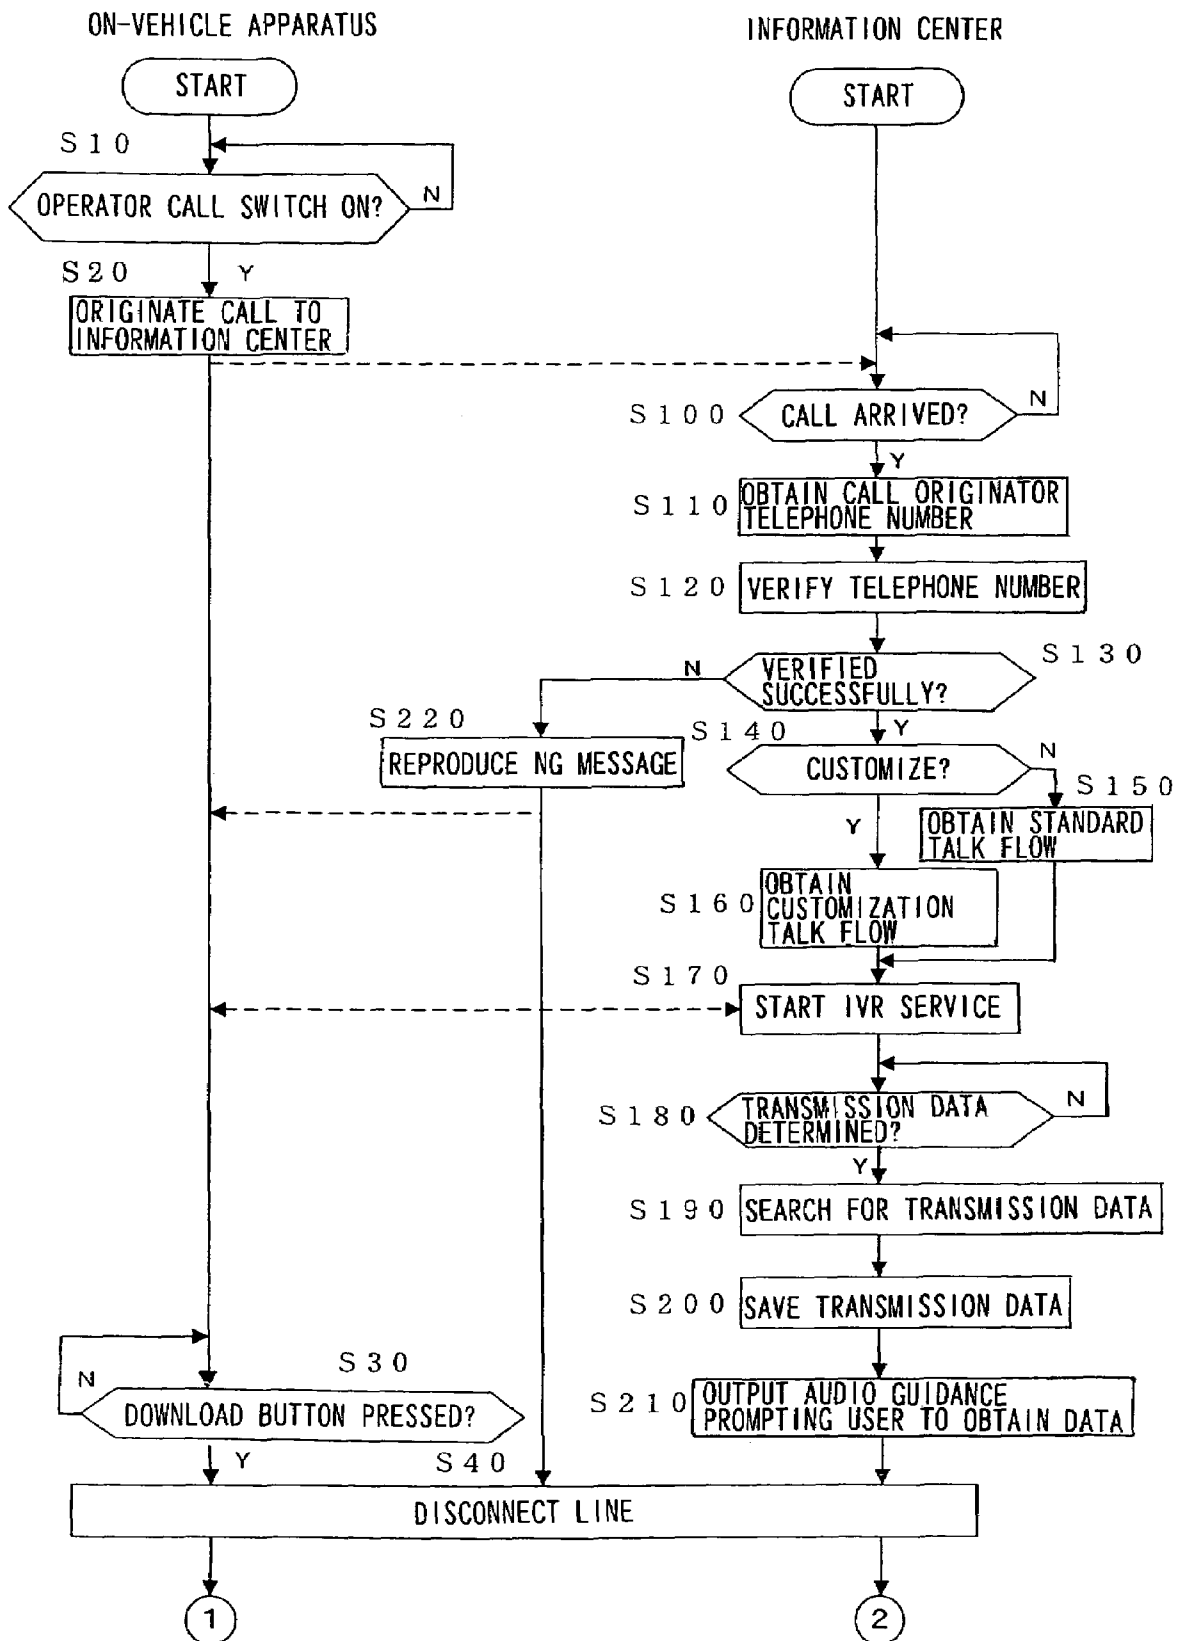 ON-VEHICLE APPARATUS
INFORMATION CENTER
START
START
S10
OPERATOR CALL SWITCH ON?
N
S20
Y
ORIGINATE CALL TO
INFORMATION CENTER
S100
CALL ARRIVED?
N
Y
S110
OBTAIN CALL ORIGINATOR
TELEPHONE NUMBER
S120
VERIFY TELEPHONE NUMBER
S130
N
VERIFIED
SUCCESSFULLY?
Y
S220
REPRODUCE NG MESSAGE
S140
CUSTOMIZE?
N
Y
S150
OBTAIN STANDARD
TALK FLOW
S160
OBTAIN
CUSTOMIZATION
TALK FLOW
S170
START IVR SERVICE
S180
TRANSMISSION DATA
DETERMINED?
N
Y
S190
SEARCH FOR TRANSMISSION DATA
S200
SAVE TRANSMISSION DATA
S30
N
DOWNLOAD BUTTON PRESSED?
Y
S210
OUTPUT AUDIO GUIDANCE
PROMPTING USER TO OBTAIN DATA
S40
DISCONNECT LINE
1
2